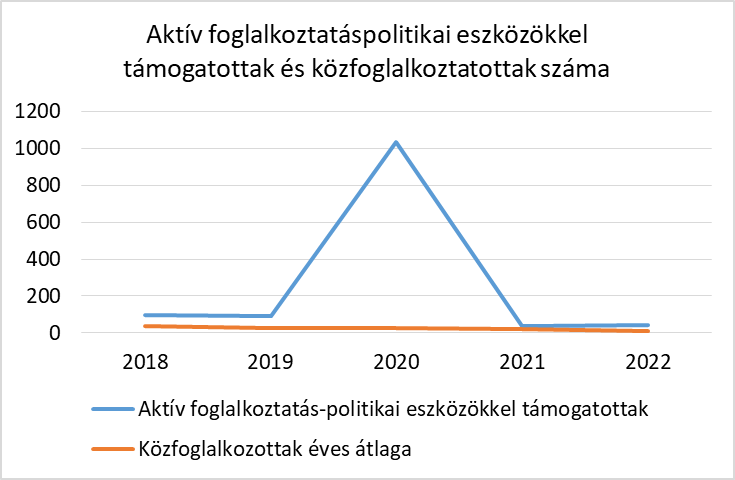 Aktív foglalkoztatáspolitikai eszközökkel
támogatottak és közfoglalkoztatottak száma
1200
1000
800
600
400
200
0
2018 2019 2020 2021 2022
Aktív foglalkoztatás-politikai eszközökkel támogatottak
Közfoglalkozottak éves átlaga